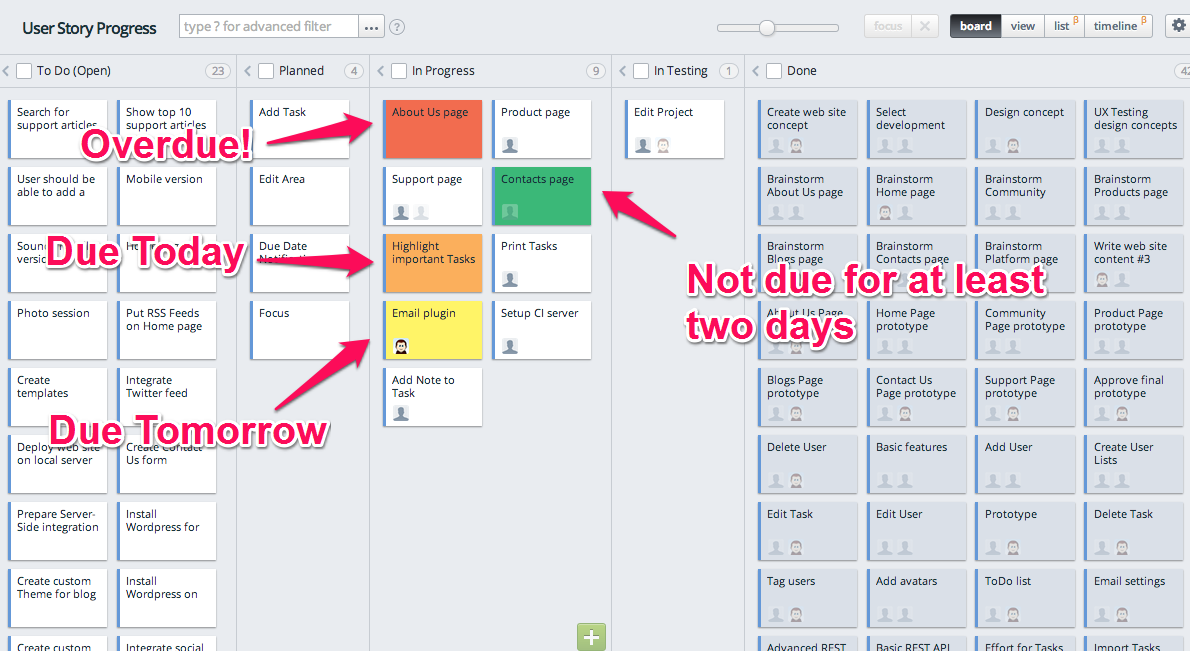 User Story Progress
type ? for advanced filter
...
?
focus
board
view
list β
timeline β
To Do (Open)
23
Planned
4
In Progress
9
In Testing
1
Done
Search for
support articles
Show top 10
support articles
User should be
able to add a
Mobile version
version
Photo session
Put RSS Feeds
on Home page
Create
templates
Integrate
Twitter feed
Deploy web site
on local server
Create Contact
Us form
Prepare Server-
Side integration
Install
Wordpress for
Create custom
Theme for blog
Install
Wordpress on
Create custom
Integrate social
Add Task
Edit Area
Due Date
Focus
About Us page
Product page
Support page
Contacts page
Highlight
important Tasks
Print Tasks
Email plugin
Setup CI server
Add Note to
Task
Edit Project
Create web site
concept
Select
development
Design concept
UX Testing
design concepts
Brainstorm
About Us page
Brainstorm
Home page
Brainstorm
Community
Brainstorm
Products page
Brainstorm
Blogs page
Brainstorm
Contacts page
Brainstorm
Platform page
Write web site
content #3
About Us Page
prototype
Home Page
prototype
Community
Page prototype
Product Page
prototype
Blogs Page
prototype
Contact Us
Page prototype
Support Page
prototype
Approve final
prototype
Delete User
Basic features
Add User
Create User
Lists
Edit Task
Edit User
Prototype
Delete Task
Tag users
Add avatars
ToDo list
Email settings
Advanced REST
Basic REST API
Effort for Tasks
Import Tasks
Overdue!
Due Today
Due Tomorrow
Not due for at least
two days